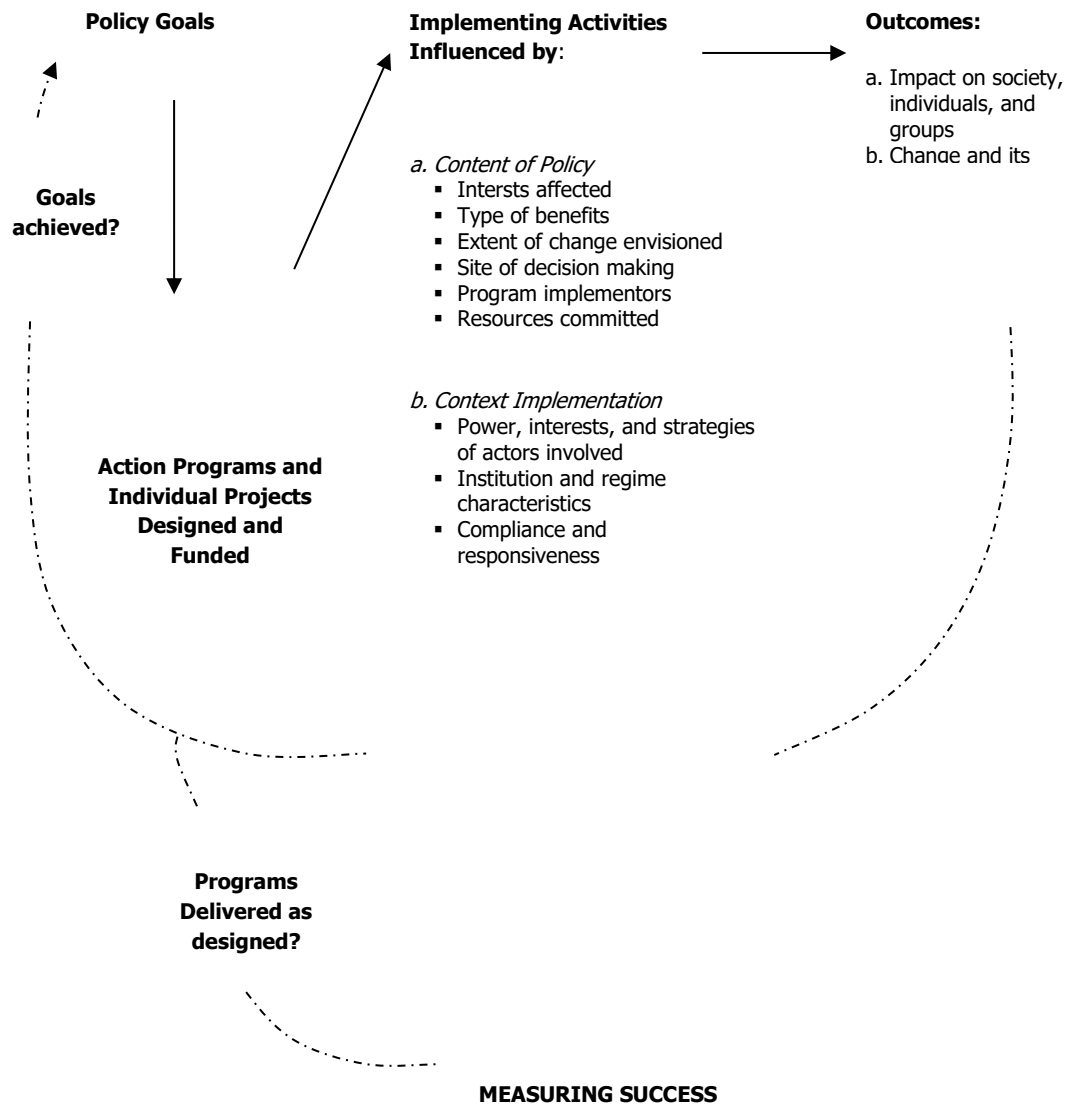 Policy Goals
Goals
achieved?
Action Programs and
Individual Projects
Designed and
Funded
Programs
Delivered as
designed?
Implementing Activities
Influenced by:
a. Content of Policy
▪ Intersts affected
▪ Type of benefits
▪ Extent of change envisioned
▪ Site of decision making
▪ Program implementors
▪ Resources committed
b. Context Implementation
▪ Power, interests, and strategies
of actors involved
▪ Institution and regime
characteristics
▪ Compliance and
responsiveness
Outcomes:
a. Impact on society,
individuals, and
groups
b. Change and its
MEASURING SUCCESS